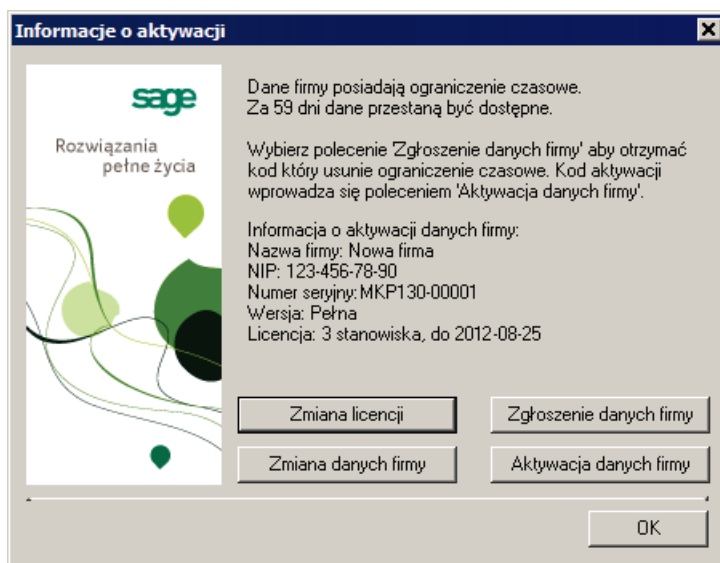 Informacje o aktywacji
sage
Rozwiązania
pełne życia
Dane firmy posiadają ograniczenie czasowe.
Za 59 dni dane przestaną być dostępne.
Wybierz polecenie 'Zgłoszenie danych firmy' aby otrzymać
kod który usunie ograniczenie czasowe. Kod aktywacji
wprowadza się poleceniem 'Aktywacja danych firmy'.
Informacja o aktywacji danych firmy:
Nazwa firmy: Nowa firma
NIP: 123-456-78-90
Numer seryjny: MKP130-00001
Wersja: Pełna
Licencja: 3 stanowiska, do 2012-08-25
Zmiana licencji
Zgłoszenie danych firmy
Zmiana danych firmy
Aktywacja danych firmy
OK